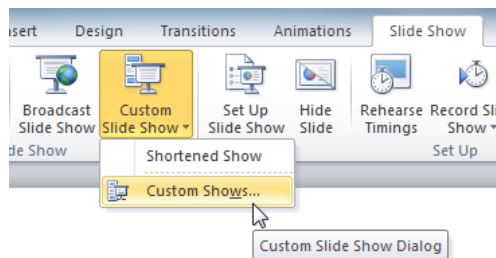 sert Design Transitions Animations Slide Show
Broadcast Slide Show
Custom Slide Show
Set Up Slide Show
Hide Slide
Rehearse Timings
Record Sli Show
de Show Set Up
Shortened Show
Custom Shows...
Custom Slide Show Dialog